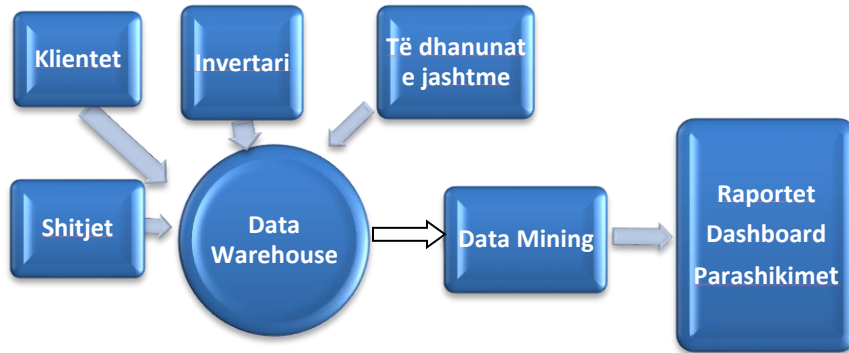 Klientet
Invertari
Të dhanunat
e jashtme
Shitjet
Data
Warehouse
Data Mining
Raportet
Dashboard
Parashikimet